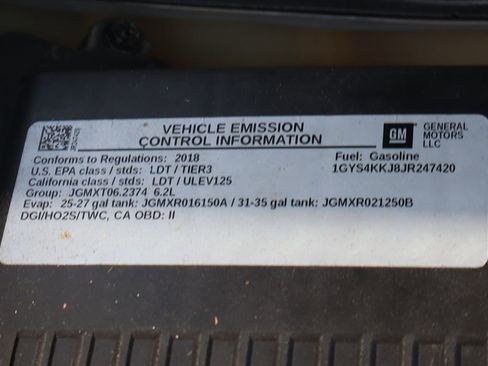 VEHICLE EMISSION
CONTROL INFORMATION
GM
GENERAL
MOTORS
LLC
Conforms to Regulations: 2018
Fuel: Gasoline
U.S. EPA class / stds: LDT / TIER3
1GYS4KKJ8JR247420
California class / stds: LDT / ULEV125
Group: JGMXT06.2374 6.2L
Evap: 25-27 gal tank: JGMXR016150A / 31-35 gal tank: JGMXR021250B
DGI/HO2S/TWC, CA OBD: II